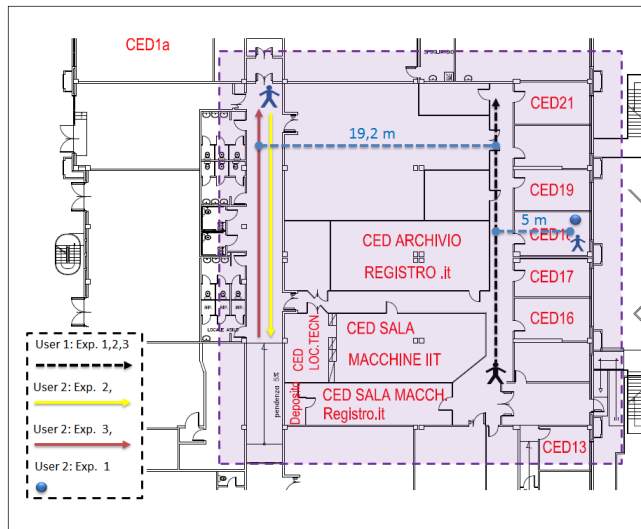 CED1a
CED21
19,2 m
CED19
5 m
CED ARCHIVIO
REGISTRO .it
CED17
CED16
CED SALA
MACCHINE IIT
CED
LOC.TECN.
Deposito
CED SALA MACCH.
Registro.it
CED13
pendenza 5%
User 1: Exp. 1,2,3
User 2: Exp. 2,
User 2: Exp. 3,
User 2: Exp. 1